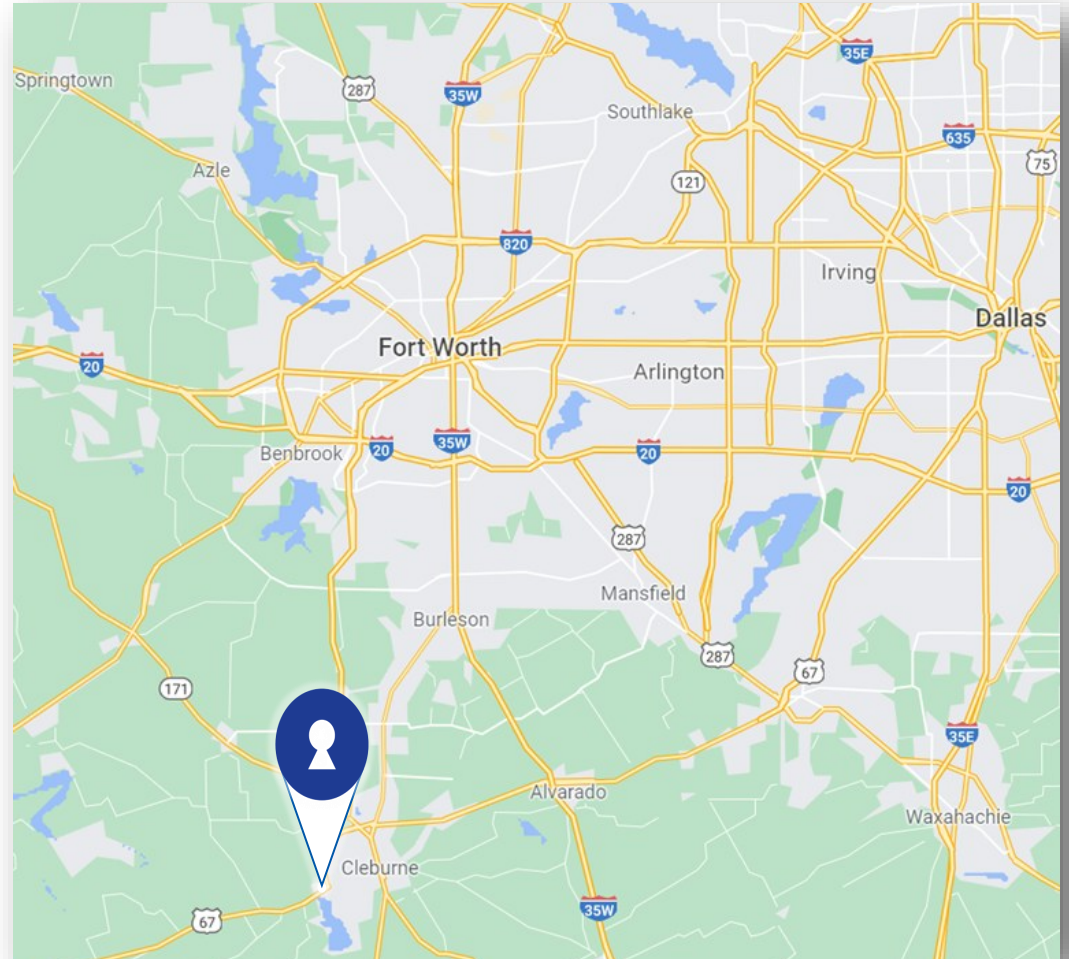 35E
Springtown
287
35W
Southlake
635
75
Azle
121
820
Irving
Dallas
Fort Worth
20
Arlington
35W
Benbrook
20
20
20
287
Mansfield
Burleson
287
67
171
35E
Alvarado
Waxahachie
Cleburne
35W
67